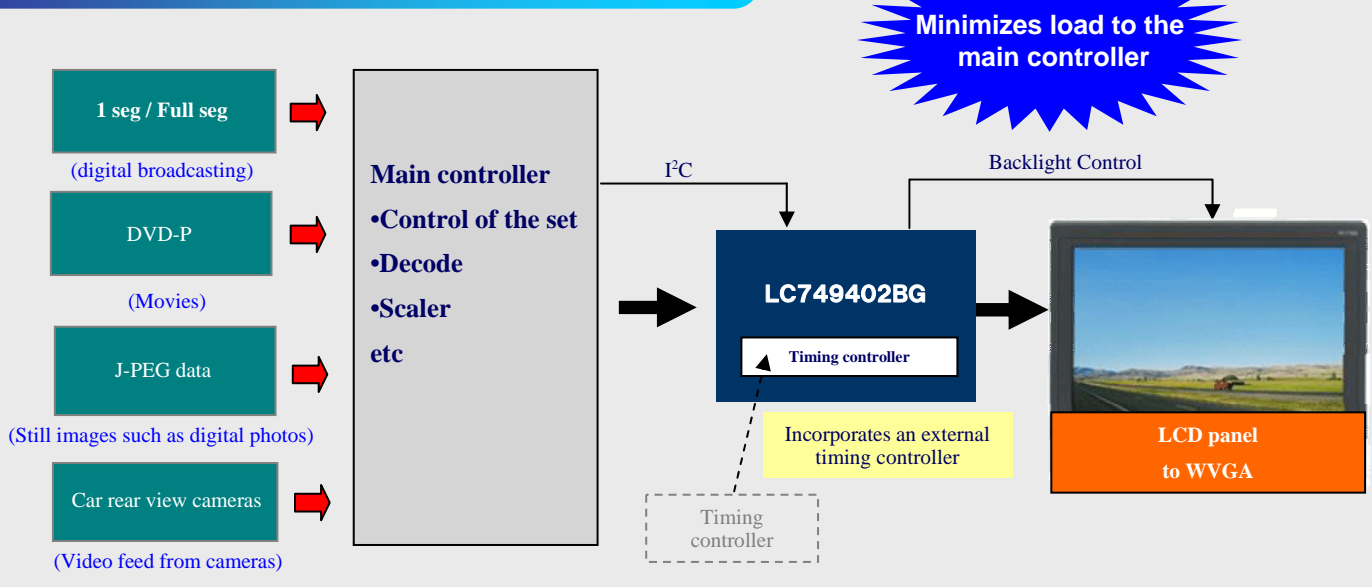 Minimizes load to the
main controller
1 seg / Full seg
(digital broadcasting)
DVD-P
(Movies)
J-PEG data
(Still images such as digital photos)
Car rear view cameras
(Video feed from cameras)
Main controller
•Control of the set
•Decode
•Scaler
etc
I²C
Backlight Control
LC749402BG
Timing controller
Incorporates an external
timing controller
Timing
controller
LCD panel
to WVGA